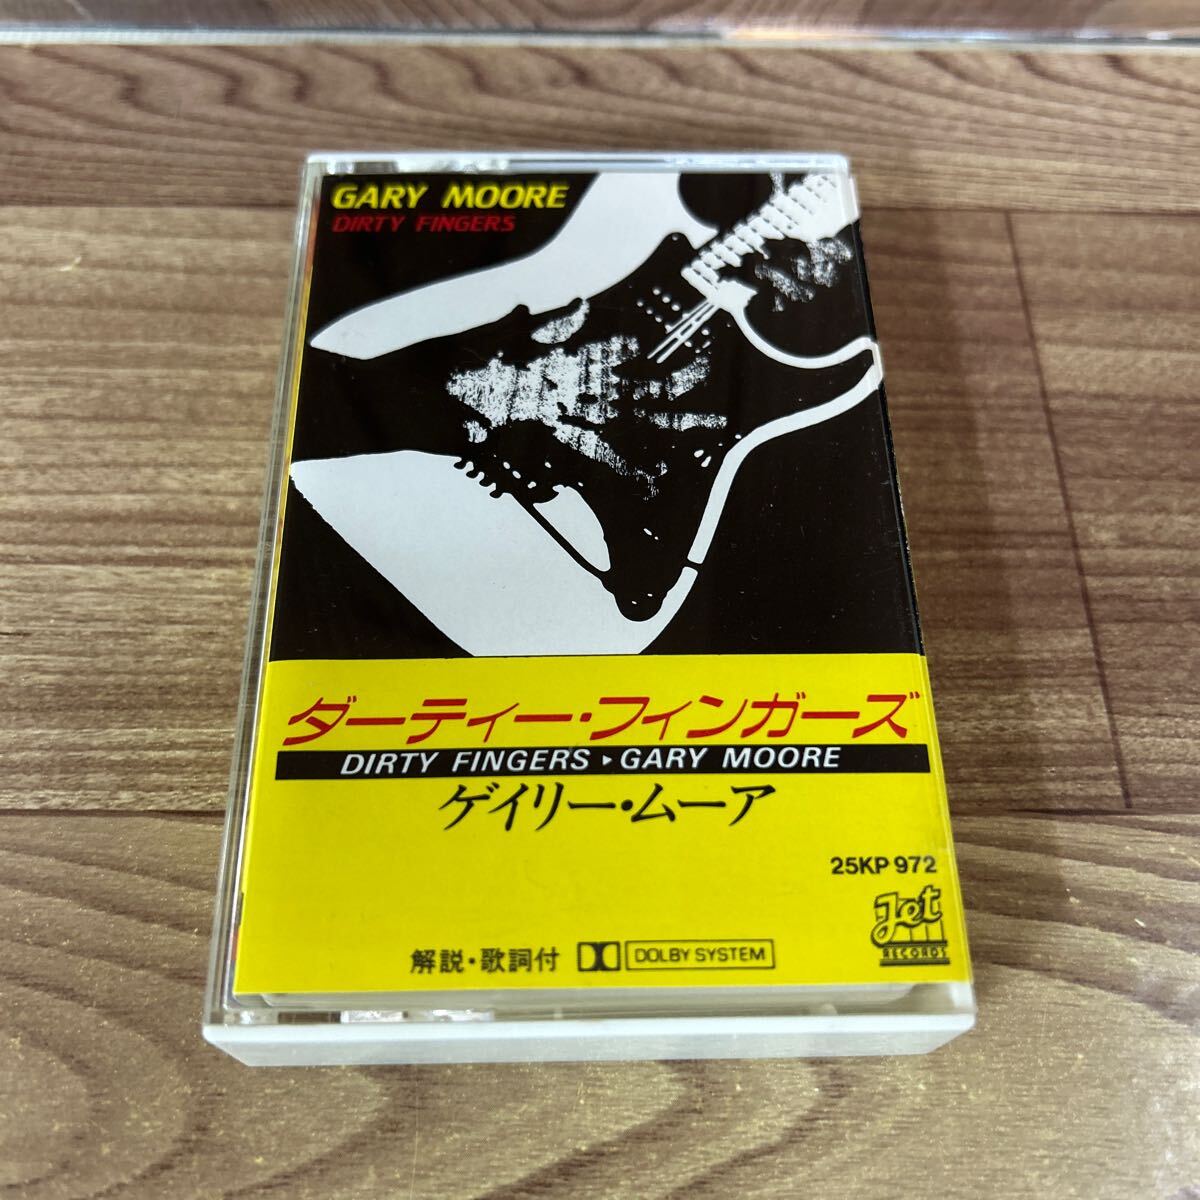 GARY MOORE
DIRTY FINGERS
ダーティー・フィンガーズ
DIRTY FINGERS ▸ GARY MOORE
ゲイリー・ムーア
25KP 972
Jet
RECORDS
解説・歌詞付 DOLBY SYSTEM